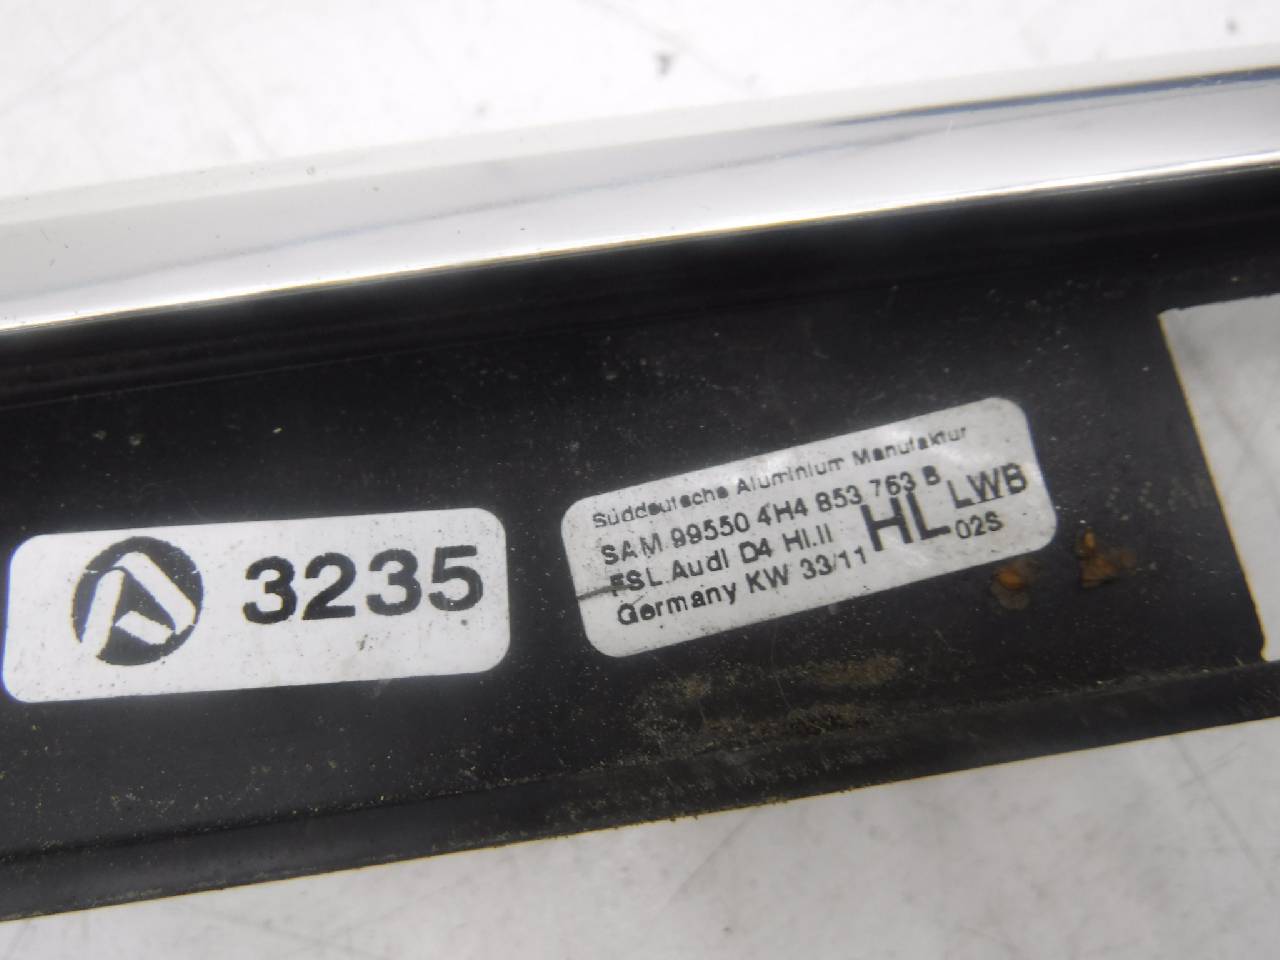 3235
Süddeutsche Aluminium Manufaktur
SAM 99550 4H4 853 763 B
FSL Audi D4 HI.II HL LWB
Germany KW 33/11 02S